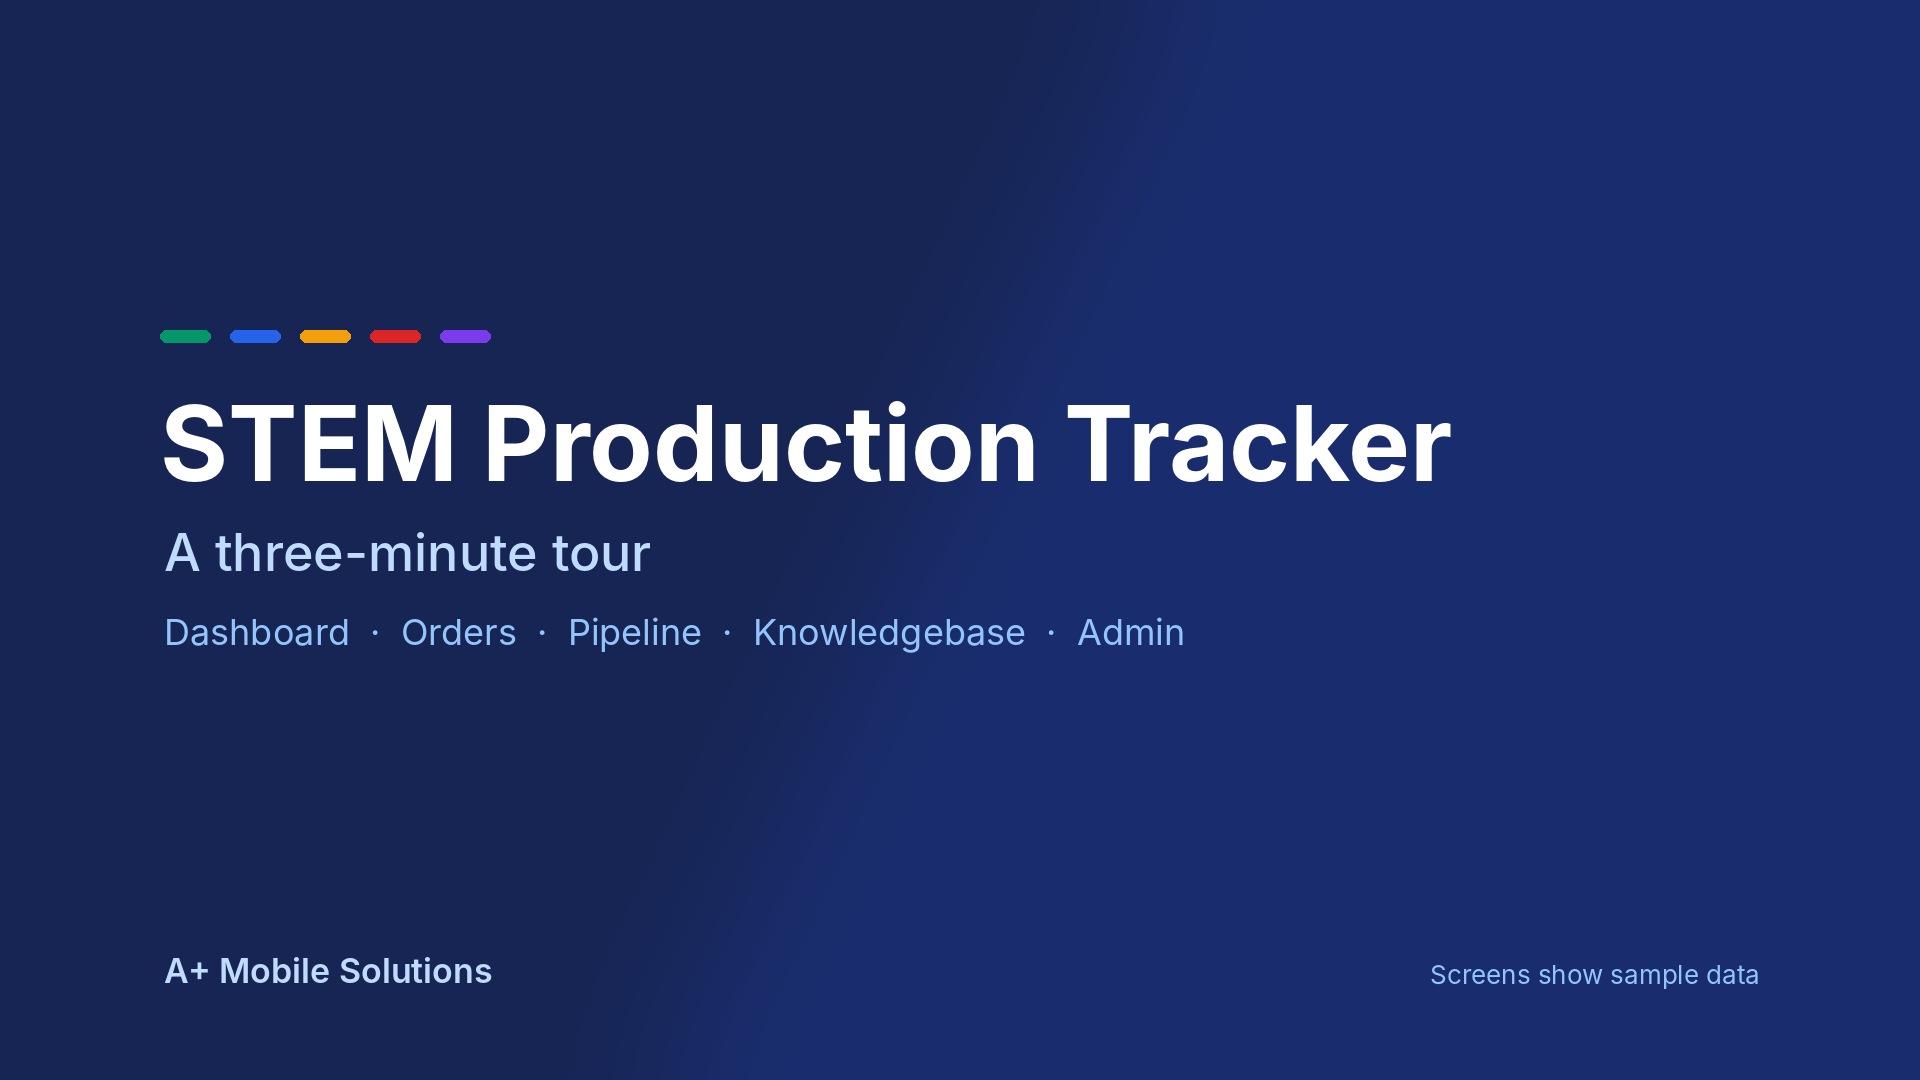 STEM Production Tracker
A three-minute tour
Dashboard · Orders · Pipeline · Knowledgebase · Admin
A+ Mobile Solutions
Screens show sample data